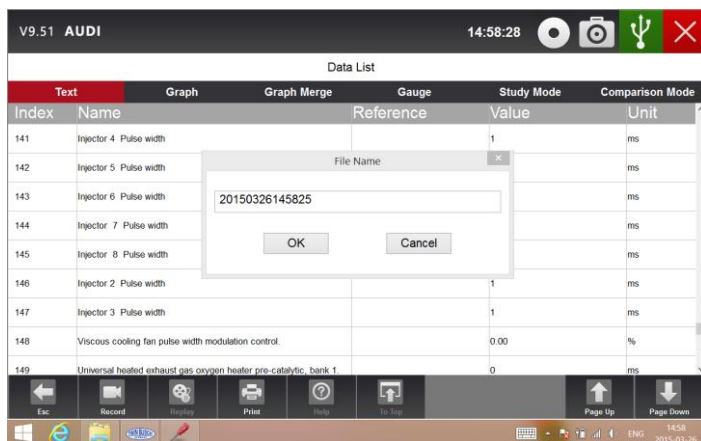 V9.51 AUDI 14:58:28
Data List
Text Graph Graph Merge Gauge Study Mode Comparison Mode
Index Name Reference Value Unit
141 Injector 4 Pulse width 1 ms
File Name
142 Injector 5 Pulse width ms
143 Injector 6 Pulse width ms
20150326145825
144 Injector 7 Pulse width ms
OK Cancel
145 Injector 8 Pulse width ms
146 Injector 2 Pulse width 1 ms
147 Injector 3 Pulse width 1 ms
148 Viscous cooling fan pulse width modulation control. 0.00 %
149 Universal heated exhaust gas oxygen heater pre-catalytic, bank 1. 0 ms
Esc Record Replay Print Help To Top Page Up Page Down
ENG 14:58
2015-03-26